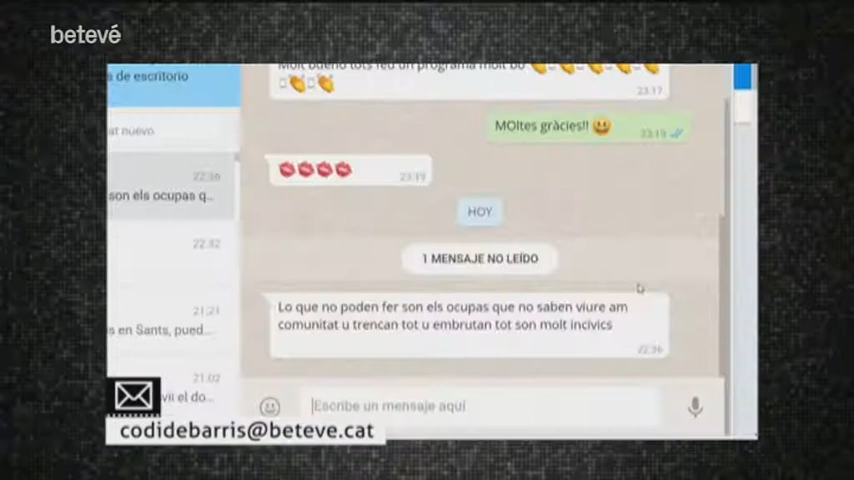 betevé
de escritorio
Molt bueno tots feu un programa molt bo
23:17
at nuevo
MOltes gràcies!!
23:19
22:36
son els ocupas q...
23:19
HOY
22:32
1 MENSAJE NO LEÍDO
Lo que no poden fer son els ocupas que no saben viure am
21:21
comunitat u trencan tot u embrutan tot son molt incivics
s en Sants, pued...
22:36
21:02
vii el do...
Escribe un mensaje aquí
codidebarris@beteve.cat